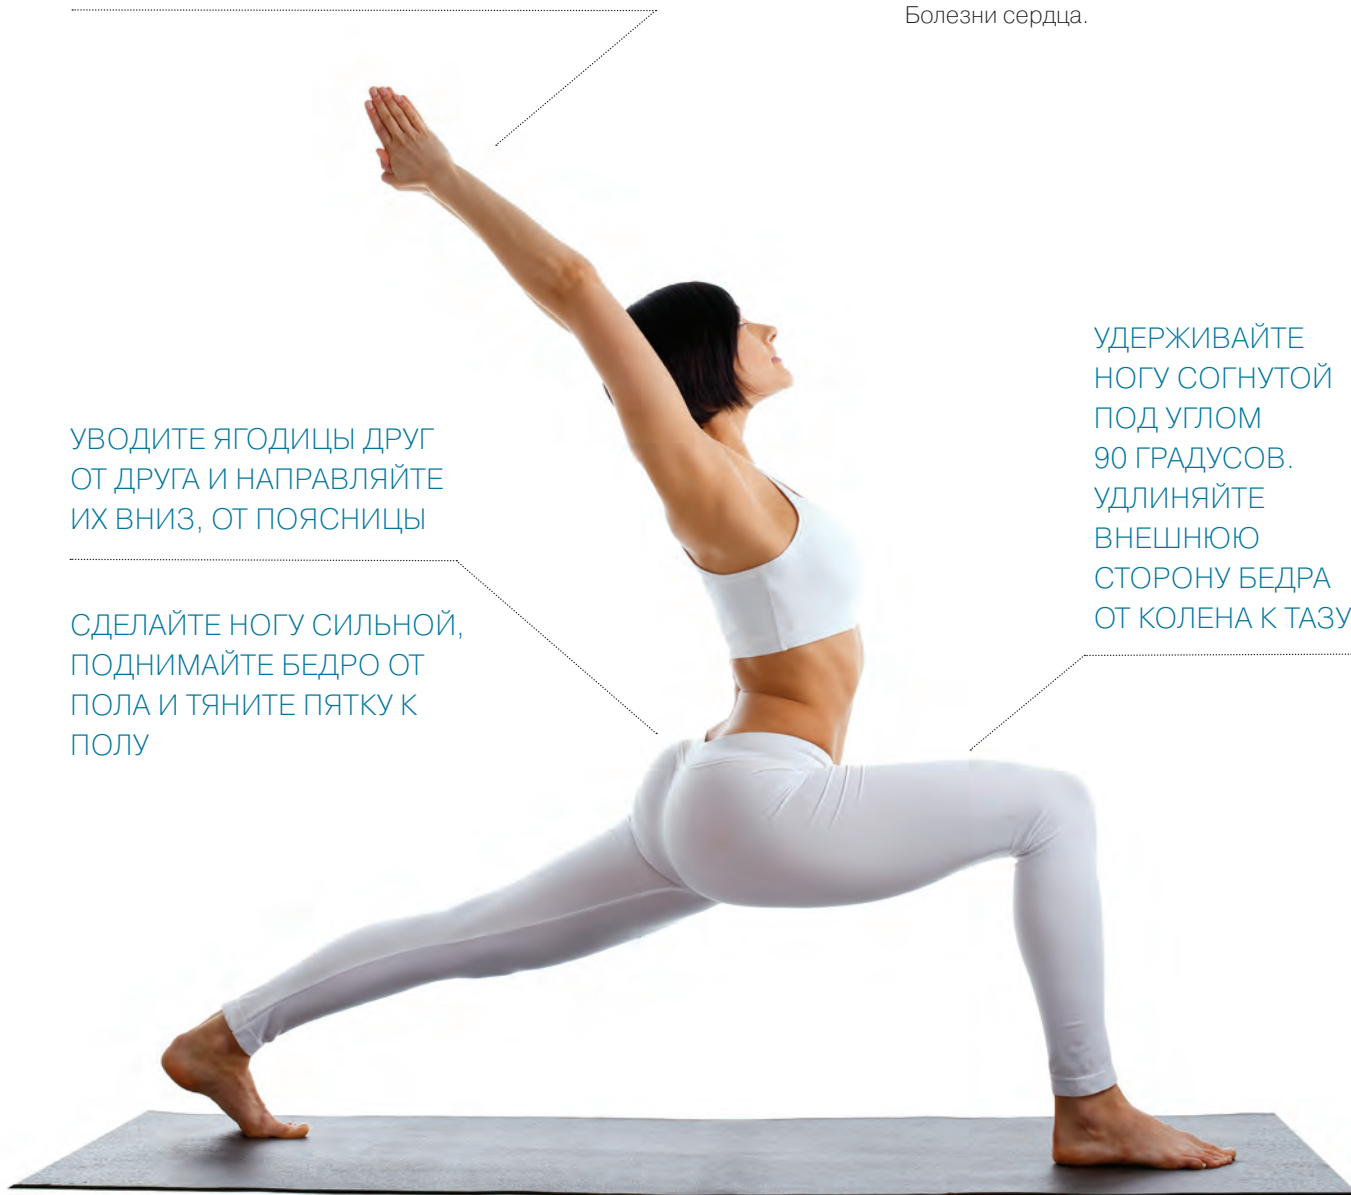 Болезни сердца.
УВОДИТЕ ЯГОДИЦЫ ДРУГ
ОТ ДРУГА И НАПРАВЛЯЙТЕ
ИХ ВНИЗ, ОТ ПОЯСНИЦЫ
СДЕЛАЙТЕ НОГУ СИЛЬНОЙ,
ПОДНИМАЙТЕ БЕДРО ОТ
ПОЛА И ТЯНИТЕ ПЯТКУ К
ПОЛУ
УДЕРЖИВАЙТЕ
НОГУ СОГНУТОЙ
ПОД УГЛОМ
90 ГРАДУСОВ.
УДЛИНЯЙТЕ
ВНЕШНЮЮ
СТОРОНУ БЕДРА
ОТ КОЛЕНА К ТАЗУ